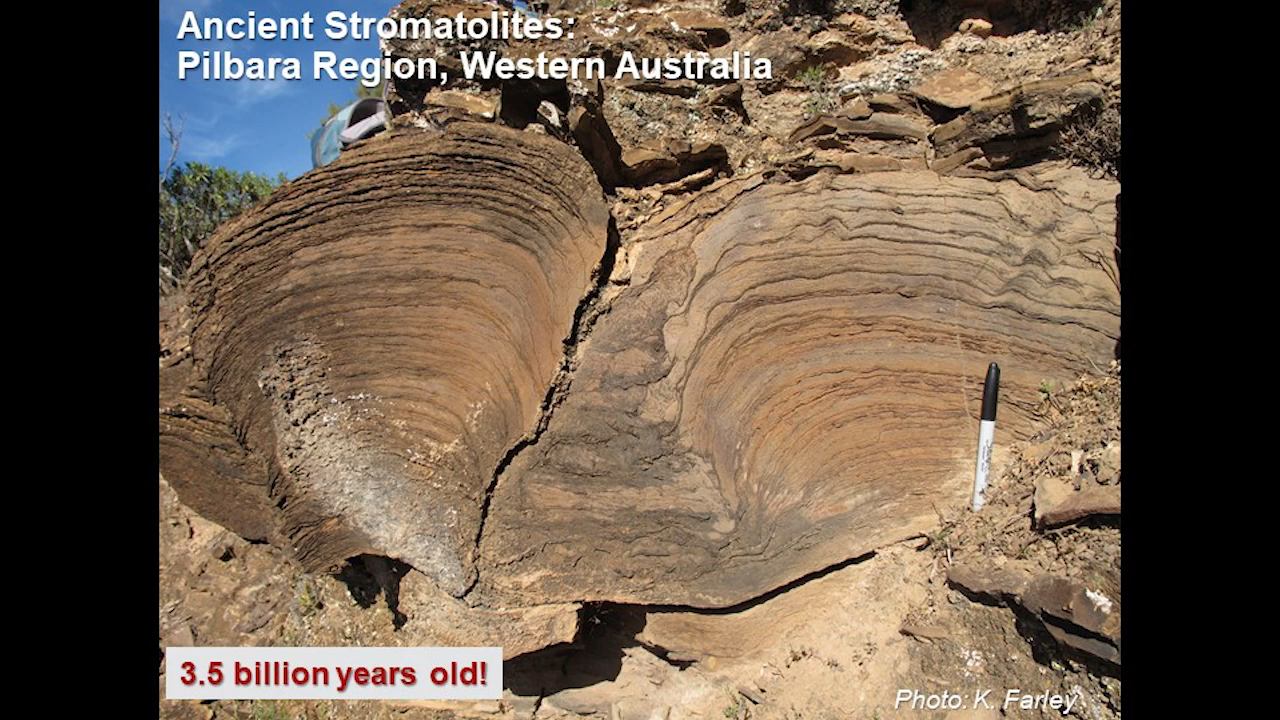 Ancient Stromatolites:
Pilbara Region, Western Australia
3.5 billion years old!
Photo: K. Farley